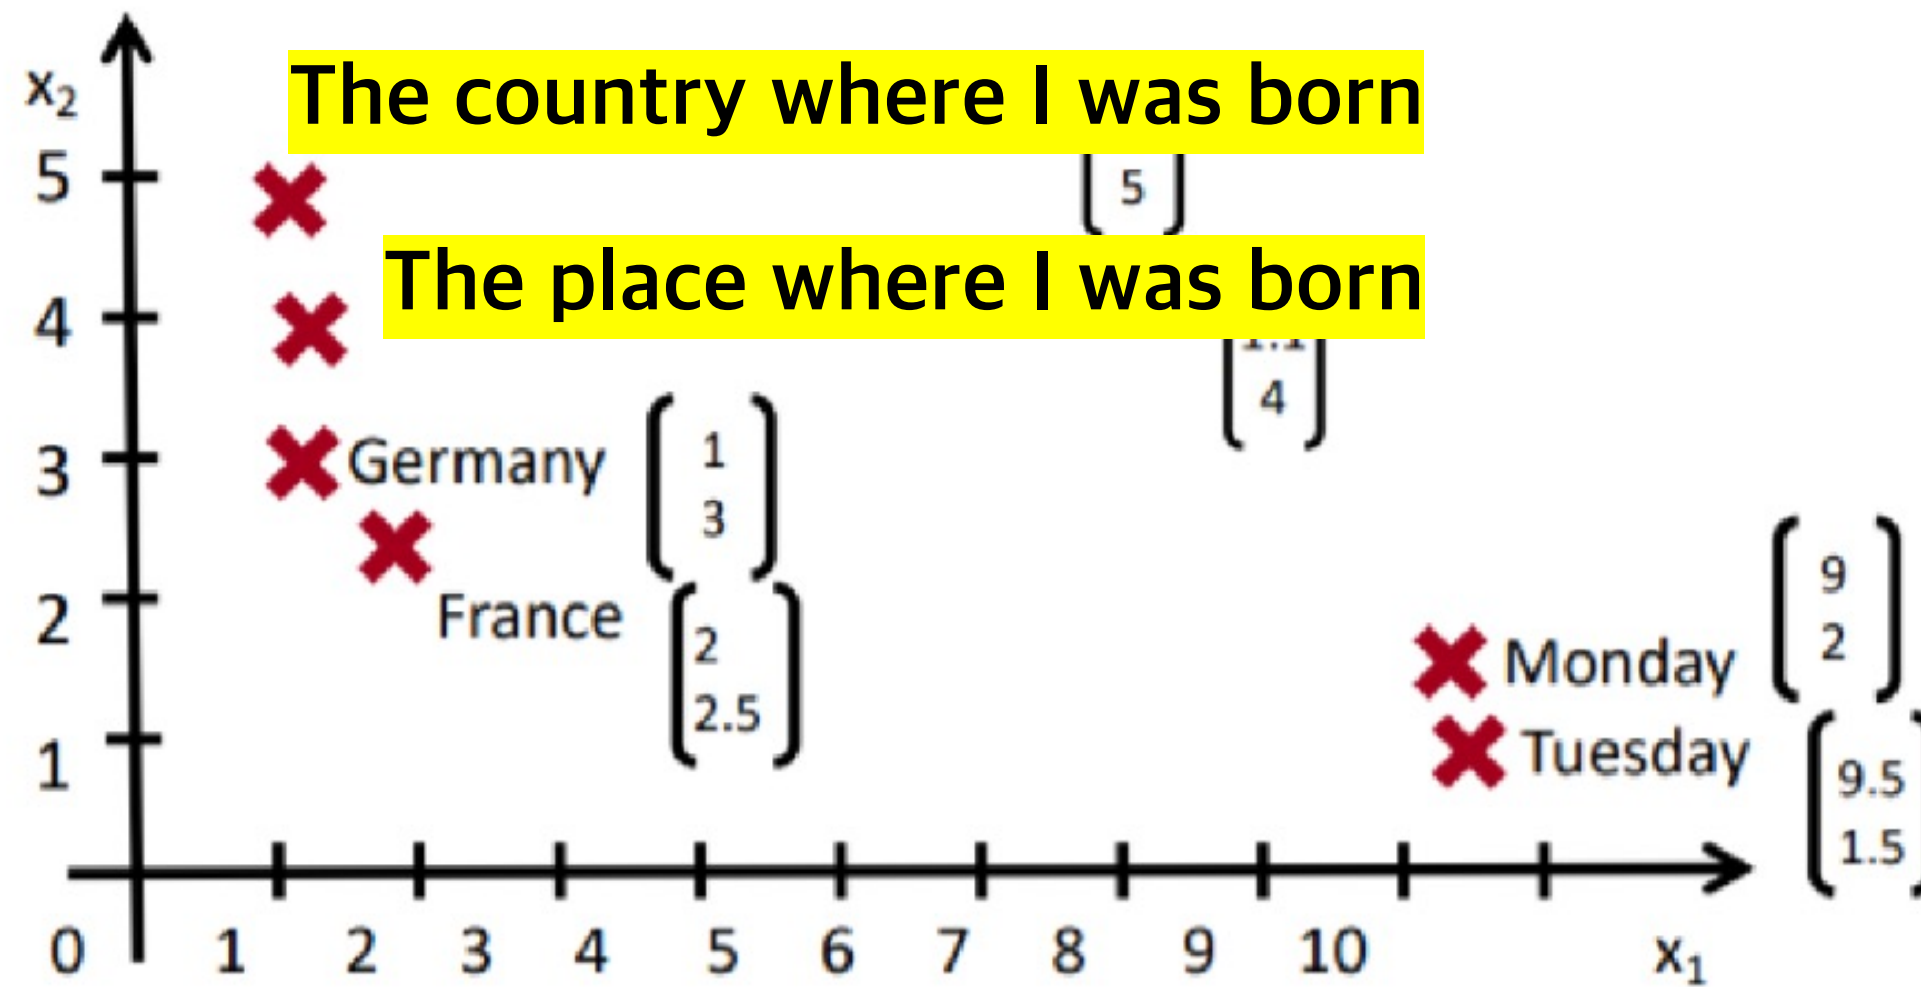 x₂
The country where I was born
5
5
The place where I was born
4
4
Germany
1
3
3
France
2
2.5
2
Monday
9
2
Tuesday
9.5
1.5
1
0 1 2 3 4 5 6 7 8 9 10 x₁